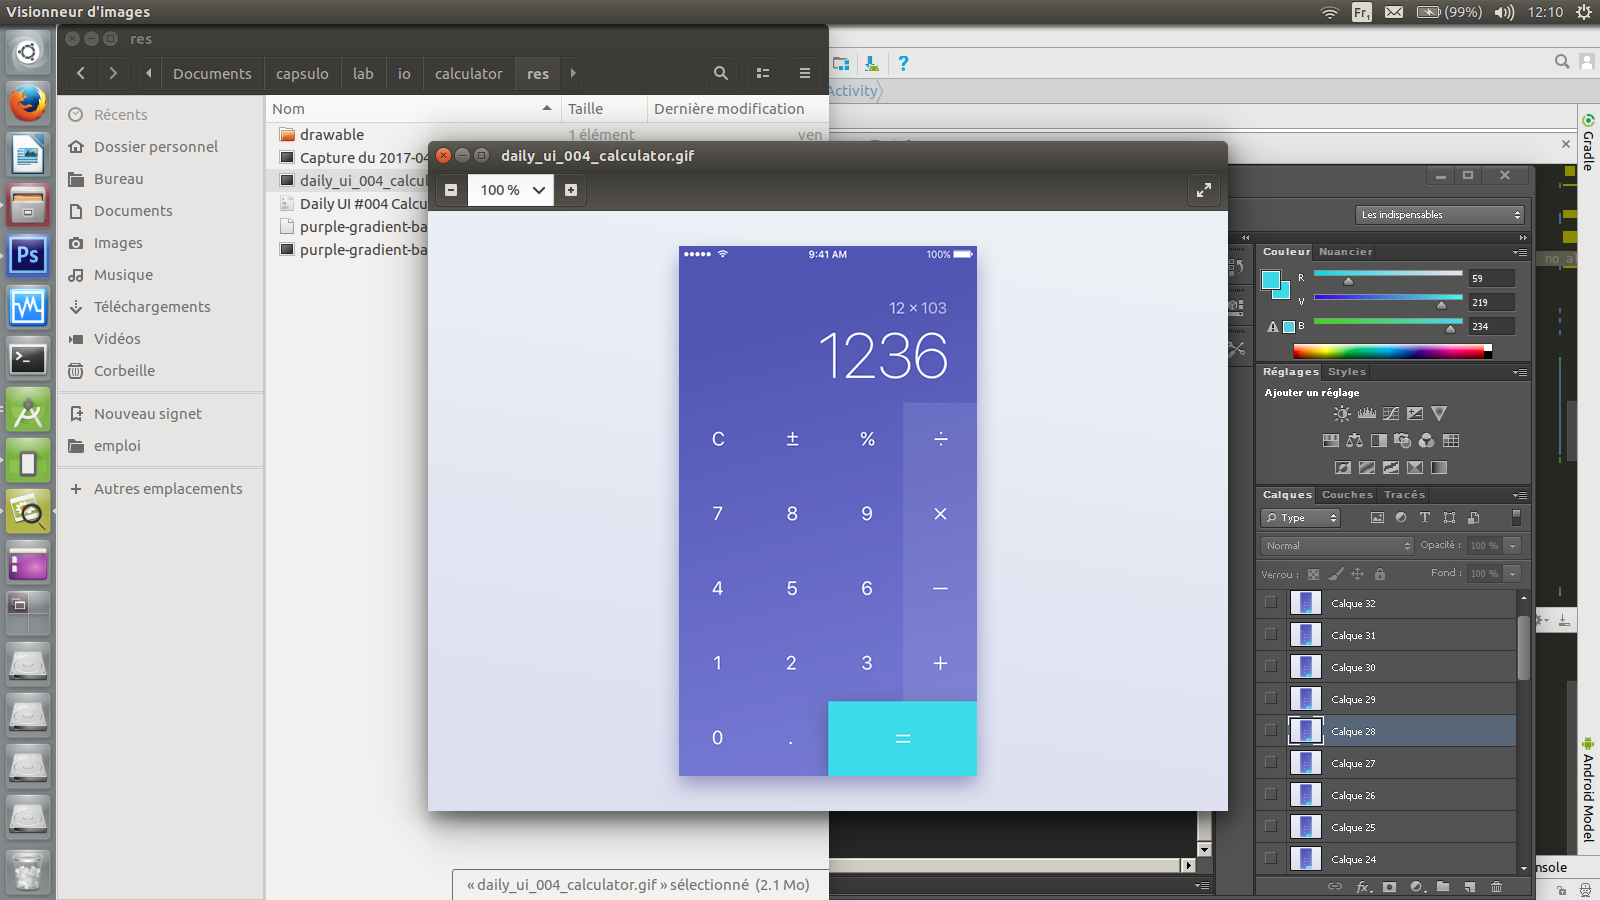 Visionneur d'images
Fr₁
(99%)
12:10
res
Documents
capsulo
lab
io
calculator
res
Activity
Récents
Dossier personnel
Bureau
Documents
Images
Musique
Téléchargements
Vidéos
Corbeille
Nouveau signet
emploi
Autres emplacements
Nom
Taille
Dernière modification
drawable
1 élément
ven
Capture du 2017-04
daily_ui_004_calcul
Daily UI #004 Calcu
purple-gradient-ba
purple-gradient-ba
daily_ui_004_calculator.gif
100 %
9:41 AM
100%
12 × 103
1236
C
±
%
÷
7
8
9
×
4
5
6
−
1
2
3
+
0
.
=
« daily_ui_004_calculator.gif » sélectionné (2.1 Mo)
Ps
Les indispensables
Couleur
Nuancier
R
59
V
219
B
234
Réglages
Styles
Ajouter un réglage
Calques
Couches
Tracés
Type
Normal
Opacité :
100 %
Verrou :
Fond :
100 %
Calque 32
Calque 31
Calque 30
Calque 29
Calque 28
Calque 27
Calque 26
Calque 25
Calque 24
fx
Gradle
no al
Android Model
nsole